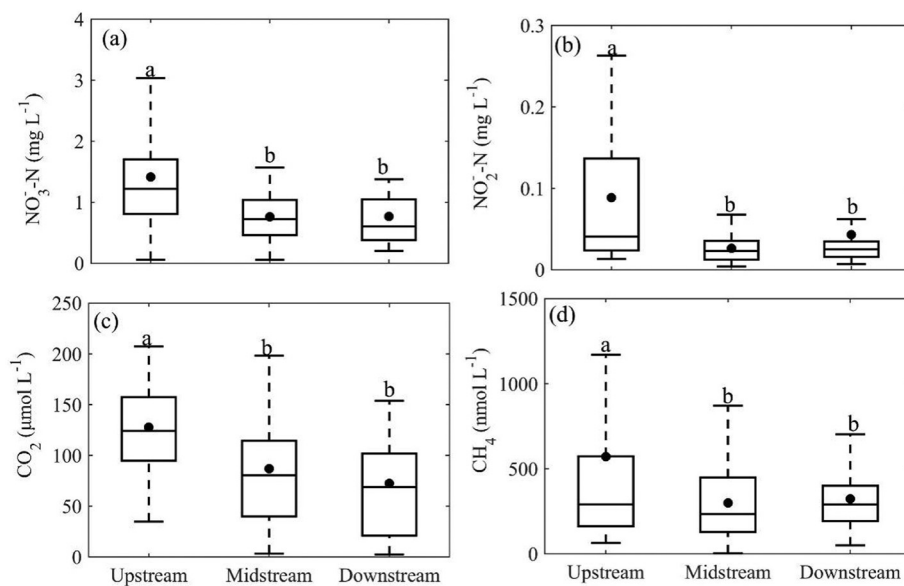 (a)
NO₃⁻-N (mg L⁻¹)
4
3
2
1
0
a
b
b
(b)
NO₂⁻-N (mg L⁻¹)
0.3
0.2
0.1
0
a
b
b
(c)
CO₂ (μmol L⁻¹)
250
200
150
100
50
0
a
b
b
Upstream Midstream Downstream
(d)
CH₄ (nmol L⁻¹)
1500
1000
500
0
a
b
b
Upstream Midstream Downstream